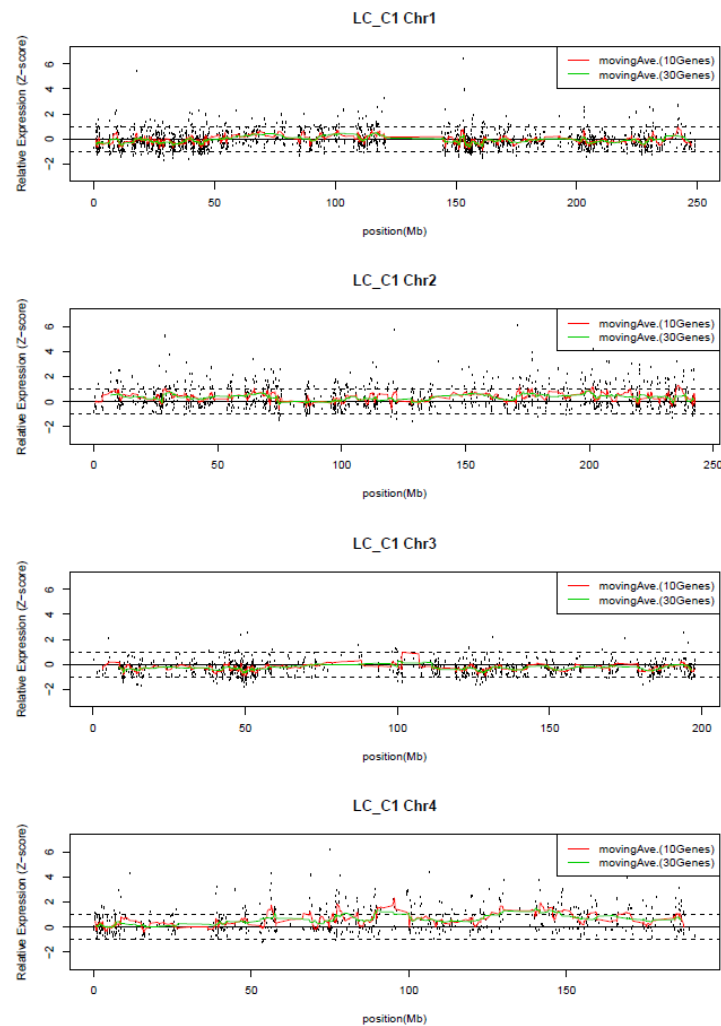 LC_C1 Chr1
Relative Expression (Z-score)
6
4
2
0
-2
movingAve.(10Genes)
movingAve.(30Genes)
0 50 100 150 200 250
position(Mb)
LC_C1 Chr2
Relative Expression (Z-score)
6
4
2
0
-2
movingAve.(10Genes)
movingAve.(30Genes)
0 50 100 150 200 250
position(Mb)
LC_C1 Chr3
Relative Expression (Z-score)
6
4
2
0
-2
movingAve.(10Genes)
movingAve.(30Genes)
0 50 100 150 200
position(Mb)
LC_C1 Chr4
Relative Expression (Z-score)
6
4
2
0
-2
movingAve.(10Genes)
movingAve.(30Genes)
0 50 100 150
position(Mb)